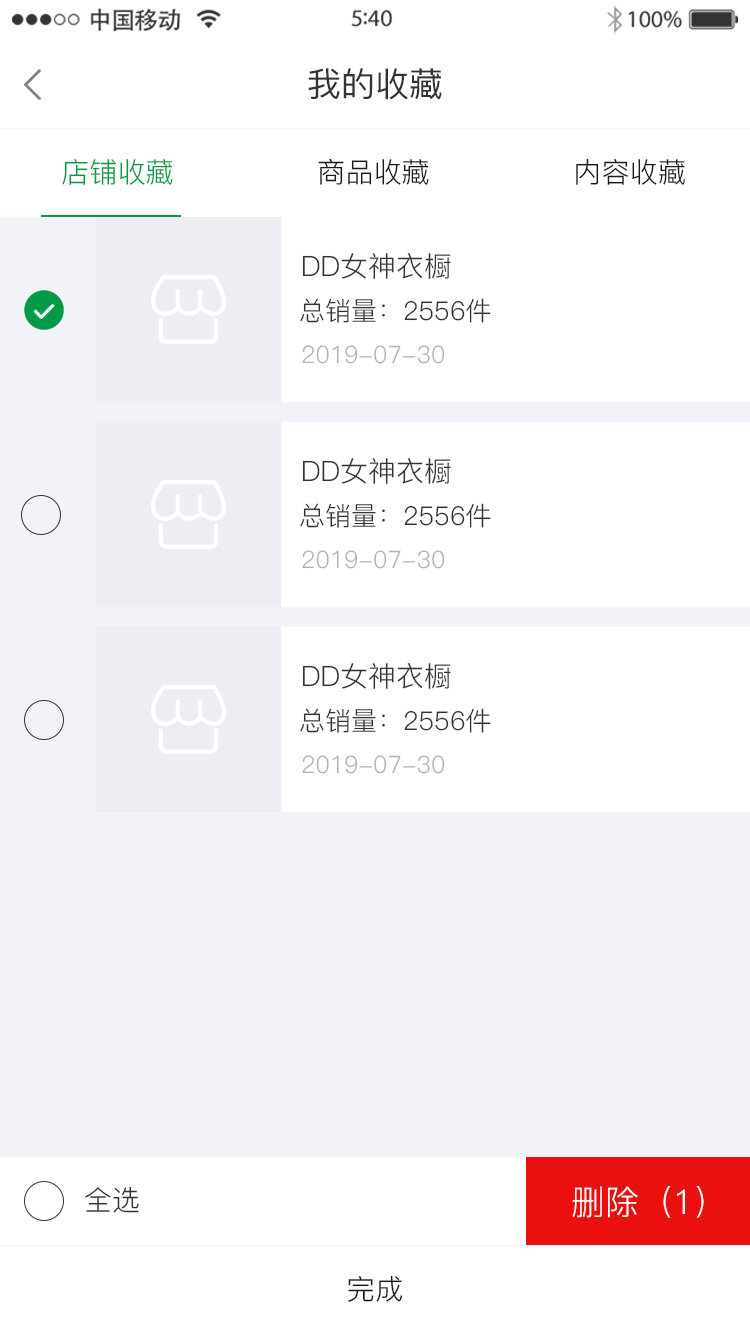 中国移动 5:40 100%
我的收藏
店铺收藏 商品收藏 内容收藏
DD女神衣橱
总销量：2556件
2019-07-30
DD女神衣橱
总销量：2556件
2019-07-30
DD女神衣橱
总销量：2556件
2019-07-30
全选 删除（1）
完成